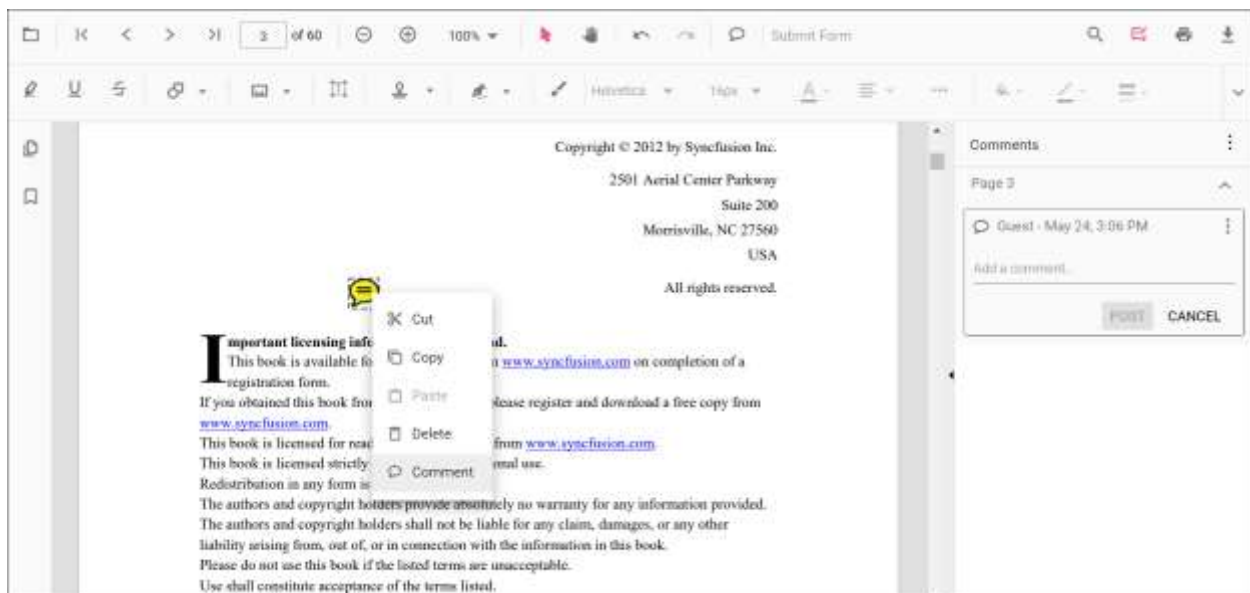 3 of 60 100% Submit Form
Helvetica 16px A
Copyright © 2012 by Syncfusion Inc.
2501 Aerial Center Parkway
Suite 200
Morrisville, NC 27560
USA
All rights reserved.
Important licensing info d.
This book is available fo www.syncfusion.com on completion of a
registration form.
If you obtained this book from please register and download a free copy from
www.syncfusion.com.
This book is licensed for read from www.syncfusion.com.
This book is licensed strictly onal use.
Redistribution in any form is
The authors and copyright holders provide absolutely no warranty for any information provided.
The authors and copyright holders shall not be liable for any claim, damages, or any other
liability arising from, out of, or in connection with the information in this book.
Please do not use this book if the listed terms are unacceptable.
Use shall constitute acceptance of the terms listed.
Cut
Copy
Paste
Delete
Comment
Comments
Page 3
Guest - May 24, 3:06 PM
Add a comment..
POST CANCEL